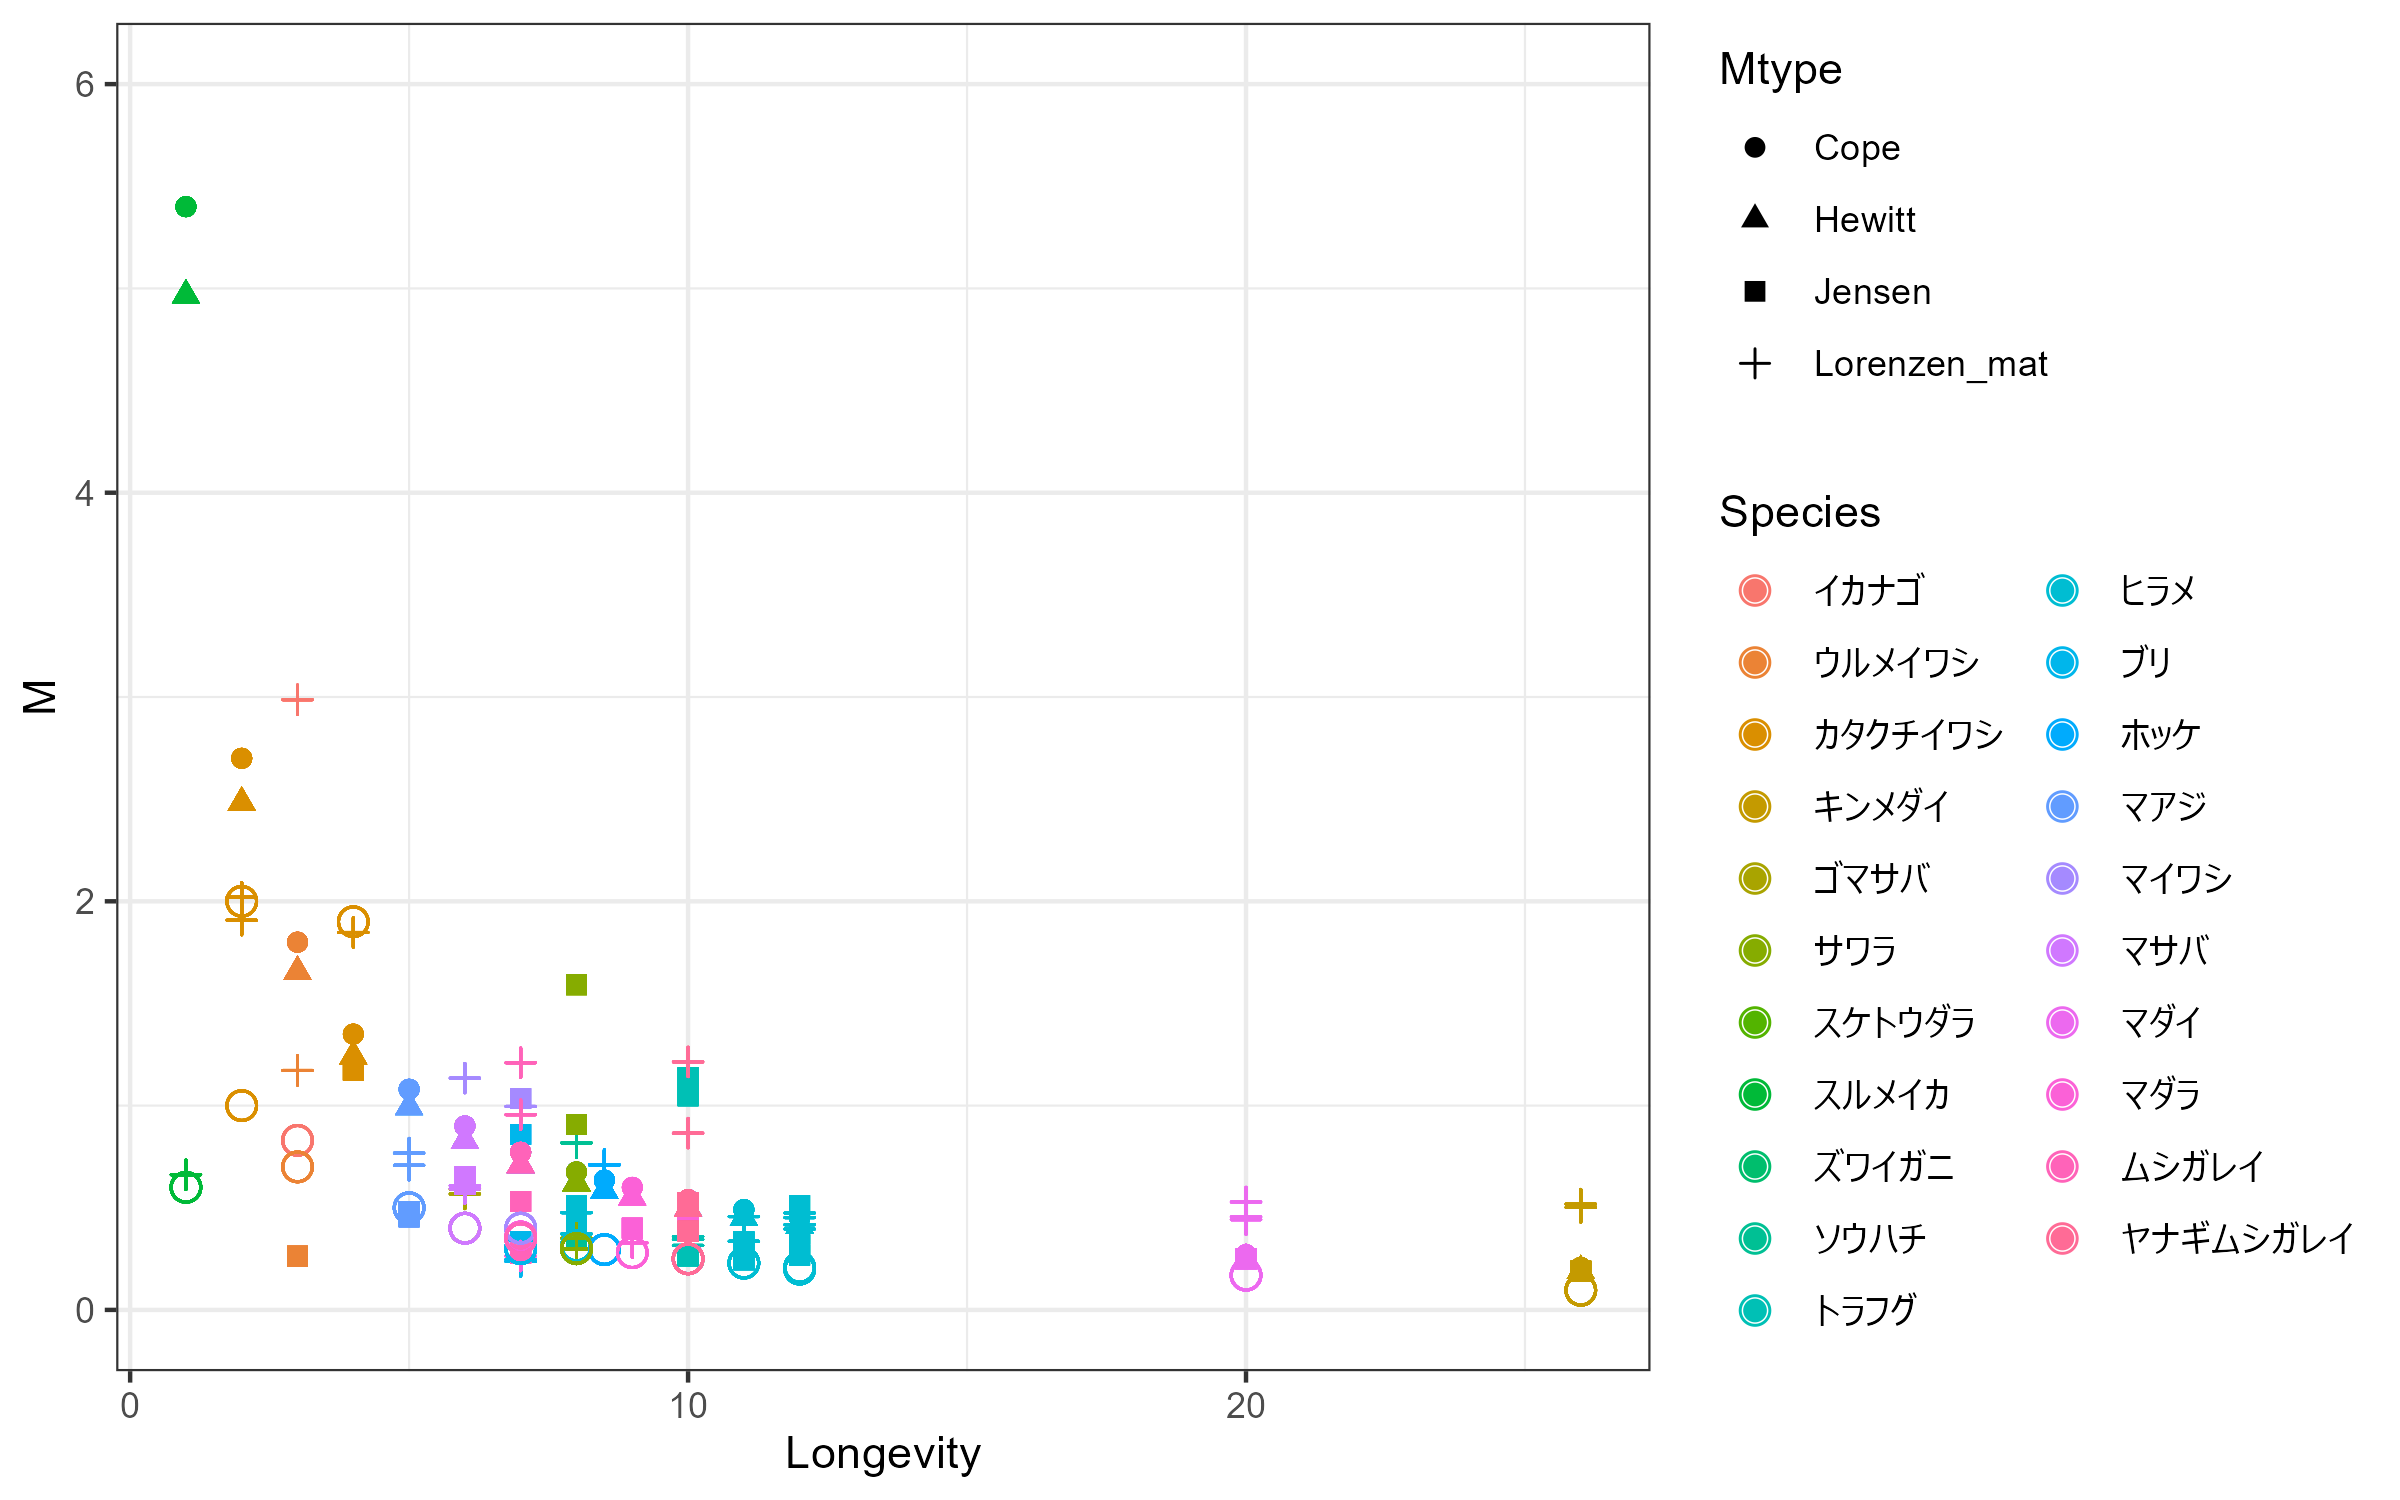 6
4
2
0
M
0
10
20
Longevity
Mtype
Cope
Hewitt
Jensen
Lorenzen_mat
Species
イカナゴ
ウルメイワシ
カタクチイワシ
キンメダイ
ゴマサバ
サワラ
スケトウダラ
スルメイカ
ズワイガニ
ソウハチ
トラフグ
ヒラメ
ブリ
ホッケ
マアジ
マイワシ
マサバ
マダイ
マダラ
ムシガレイ
ヤナギムシガレイ